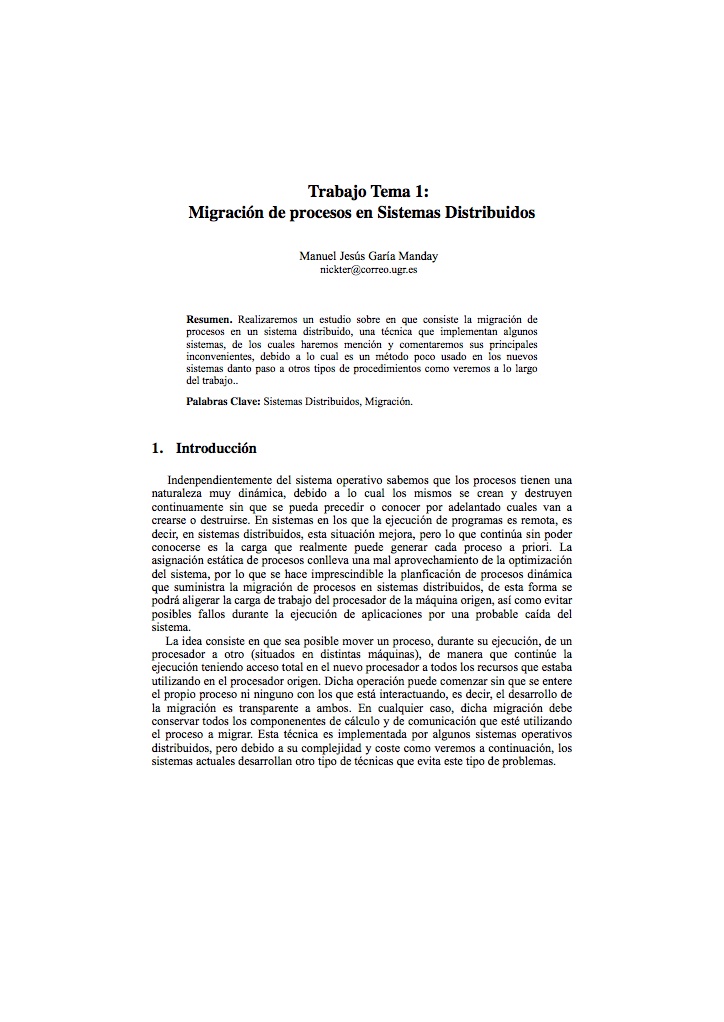 Trabajo Tema 1:
Migración de procesos en Sistemas Distribuidos
Manuel Jesús Garía Manday
nickter@correo.ugr.es
Resumen. Realizaremos un estudio sobre en que consiste la migración de
procesos en un sistema distribuido, una técnica que implementan algunos
sistemas, de los cuales haremos mención y comentaremos sus principales
inconvenientes, debido a lo cual es un método poco usado en los nuevos
sistemas danto paso a otros tipos de procedimientos como veremos a lo largo
del trabajo..
Palabras Clave: Sistemas Distribuidos, Migración.
1. Introducción
Indenpendientemente del sistema operativo sabemos que los procesos tienen una
naturaleza muy dinámica, debido a lo cual los mismos se crean y destruyen
continuamente sin que se pueda precedir o conocer por adelantado cuales van a
crearse o destruirse. En sistemas en los que la ejecución de programas es remota, es
decir, en sistemas distribuidos, esta situación mejora, pero lo que continúa sin poder
conocerse es la carga que realmente puede generar cada proceso a priori. La
asignación estática de procesos conlleva una mal aprovechamiento de la optimización
del sistema, por lo que se hace imprescindible la planficación de procesos dinámica
que suministra la migración de procesos en sistemas distribuidos, de esta forma se
podrá aligerar la carga de trabajo del procesador de la máquina origen, así como evitar
posibles fallos durante la ejecución de aplicaciones por una probable caída del
sistema.
La idea consiste en que sea posible mover un proceso, durante su ejecución, de un
procesador a otro (situados en distintas máquinas), de manera que continúe la
ejecución teniendo acceso total en el nuevo procesador a todos los recursos que estaba
utilizando en el procesador origen. Dicha operación puede comenzar sin que se entere
el propio proceso ni ninguno con los que está interactuando, es decir, el desarrollo de
la migración es transparente a ambos. En cualquier caso, dicha migración debe
conservar todos los componenentes de cálculo y de comunicación que esté utilizando
el proceso a migrar. Esta técnica es implementada por algunos sistemas operativos
distribuidos, pero debido a su complejidad y coste como veremos a continuación, los
sistemas actuales desarrollan otro tipo de técnicas que evita este tipo de problemas.